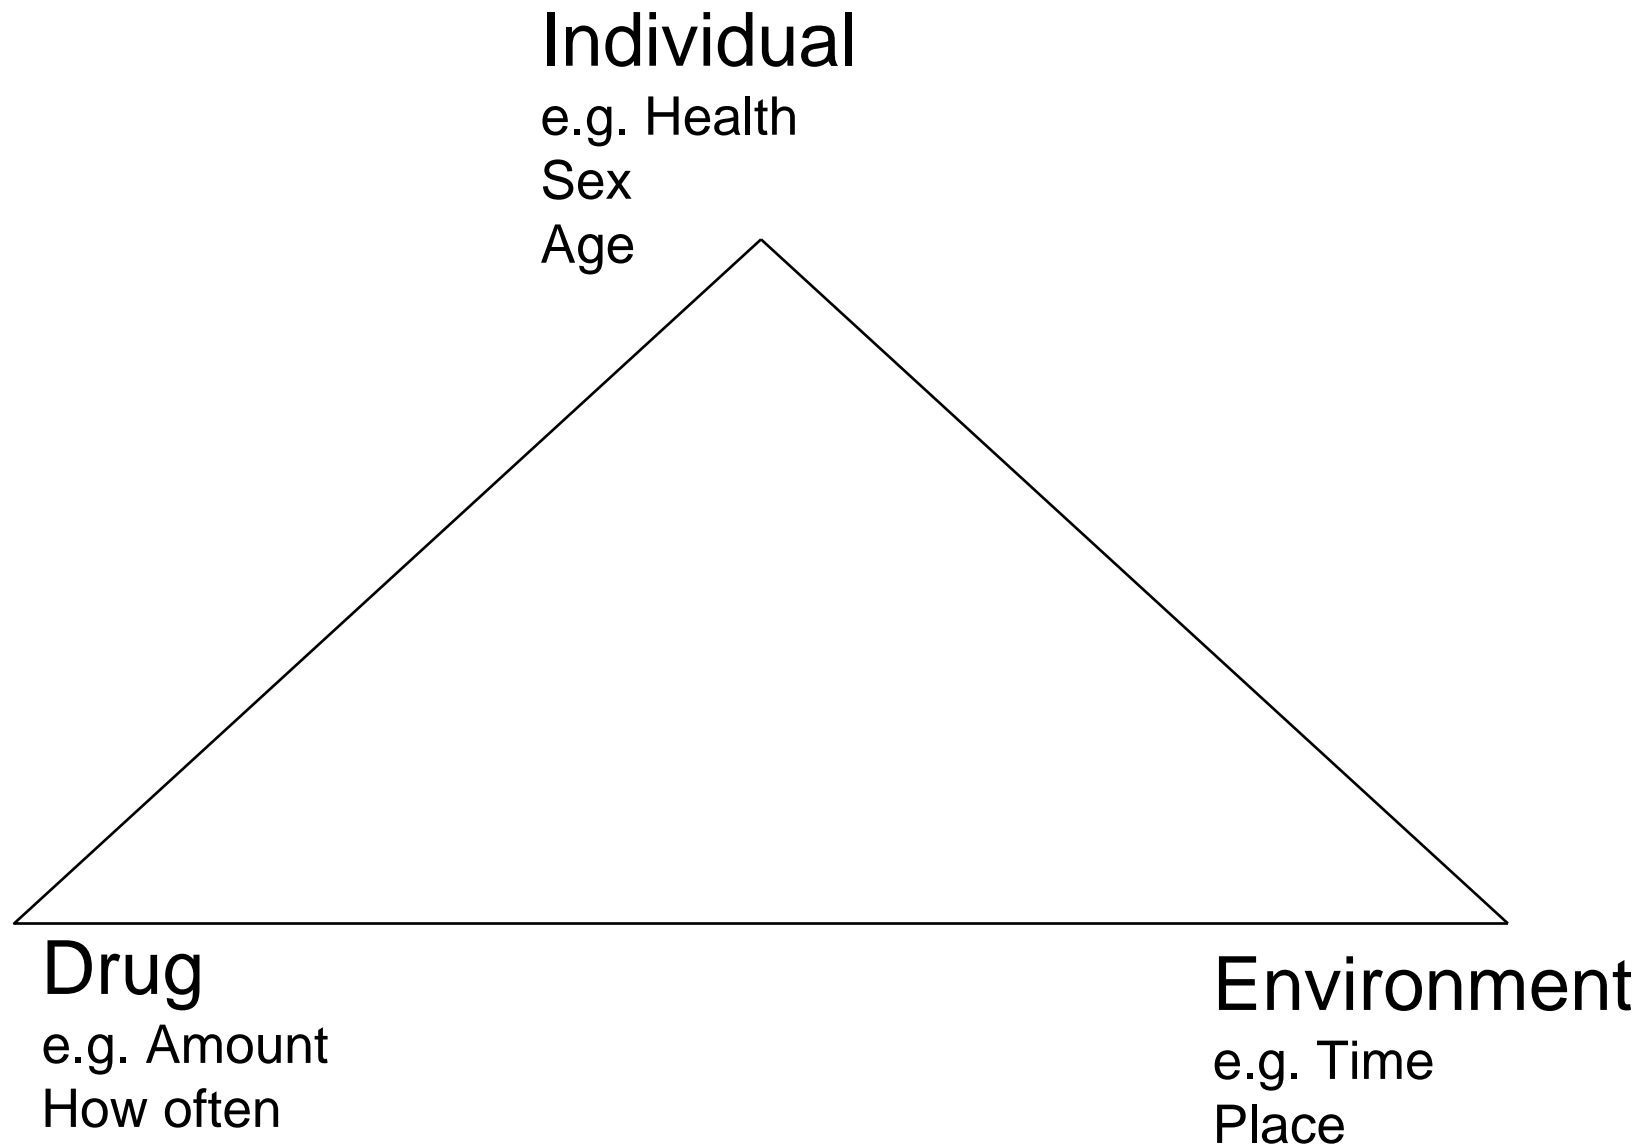 Individual
e.g. Health
Sex
Age
Drug
e.g. Amount
How often
Environment
e.g. Time
Place